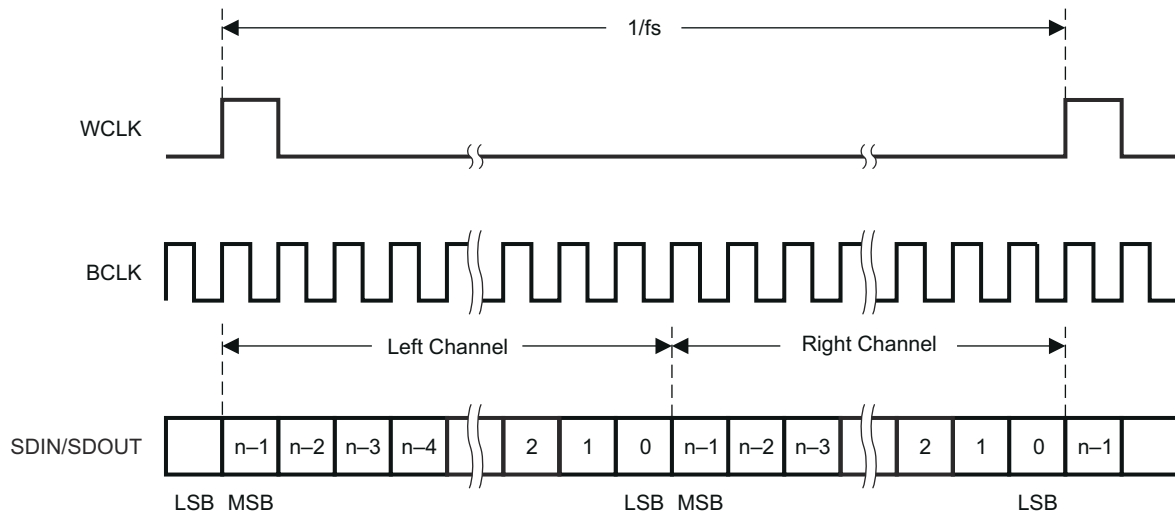 1/fs
WCLK
BCLK
Left Channel
Right Channel
SDIN/SDOUT
n–1 n–2 n–3 n–4 2 1 0 n–1 n–2 n–3 2 1 0 n–1
LSB MSB LSB MSB LSB